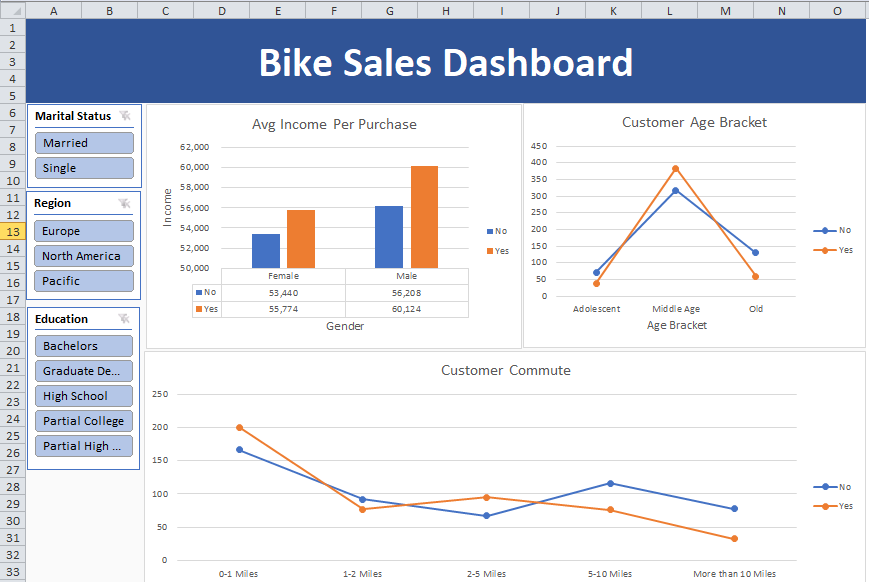 A B C D E F G H I J K L M N O
1
2
3
4
5
6
7
8
9
10
11
12
13
14
15
16
17
18
19
20
21
22
23
24
25
26
27
28
29
30
31
32
33
Bike Sales Dashboard
Marital Status
Married
Single
Region
Europe
North America
Pacific
Education
Bachelors
Graduate De...
High School
Partial College
Partial High ...
Avg Income Per Purchase
Income
62,000
60,000
58,000
56,000
54,000
52,000
50,000
Female Male
No 53,440 56,208
Yes 55,774 60,124
Gender
No
Yes
Customer Age Bracket
450
400
350
300
250
200
150
100
50
0
Adolescent Middle Age Old
Age Bracket
No
Yes
Customer Commute
250
200
150
100
50
0
0-1 Miles 1-2 Miles 2-5 Miles 5-10 Miles More than 10 Miles
No
Yes